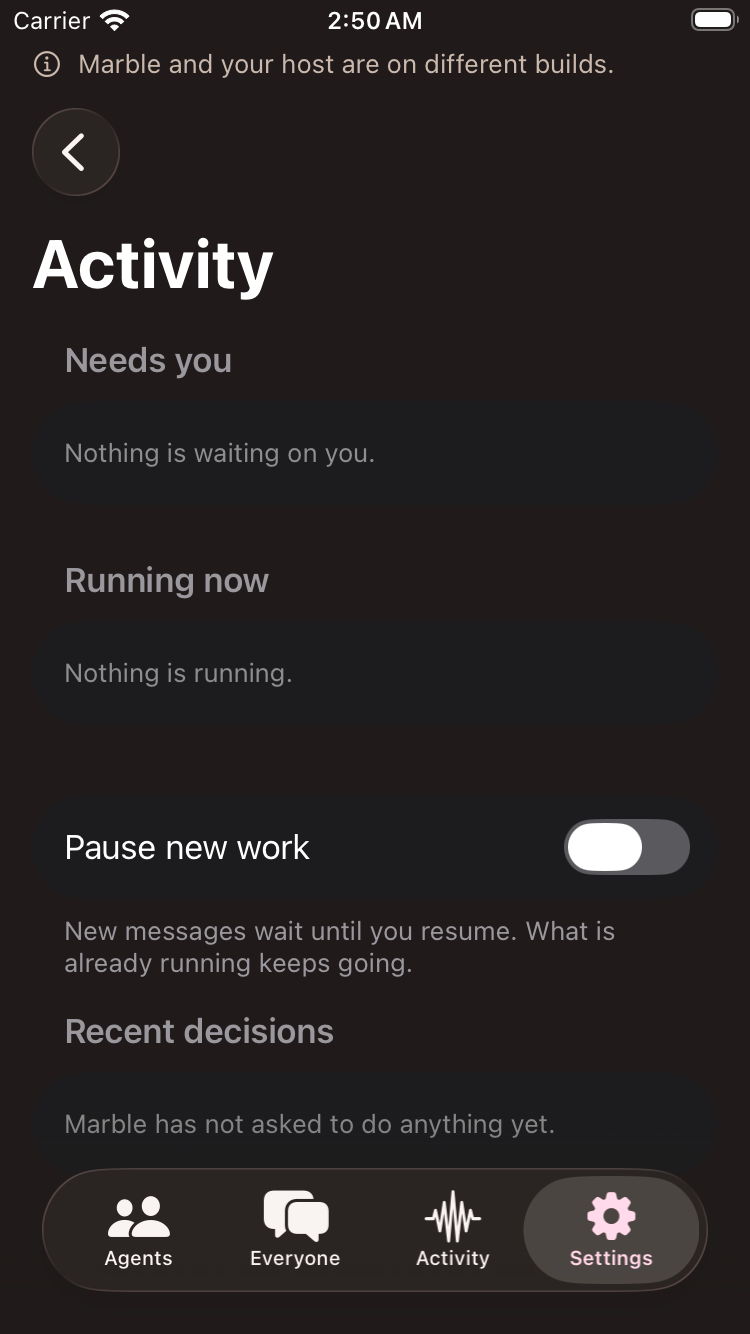 Carrier
2:50 AM
Marble and your host are on different builds.
Activity
Needs you
Nothing is waiting on you.
Running now
Nothing is running.
Pause new work
New messages wait until you resume. What is
already running keeps going.
Recent decisions
Marble has not asked to do anything yet.
Agents
Everyone
Activity
Settings